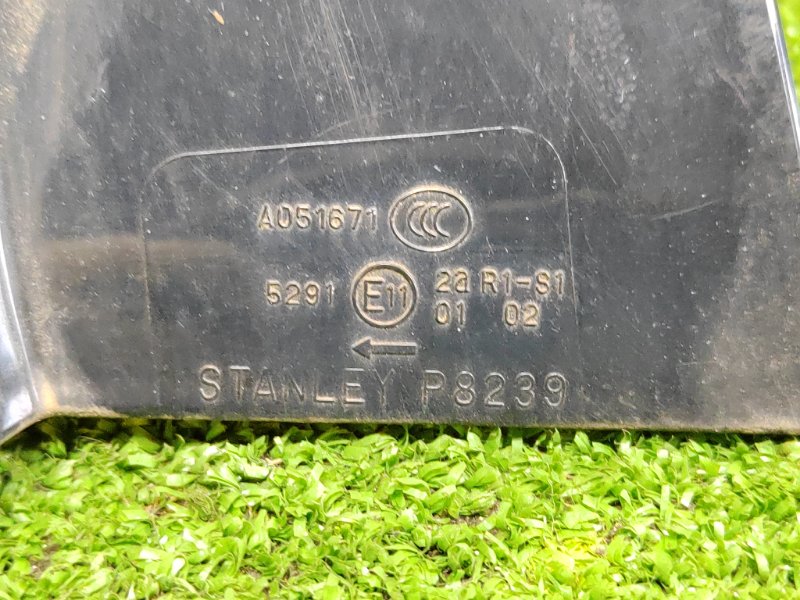 A051671 CCC
5291 E11 2a R1-S1
01 02
STANLEY P8239